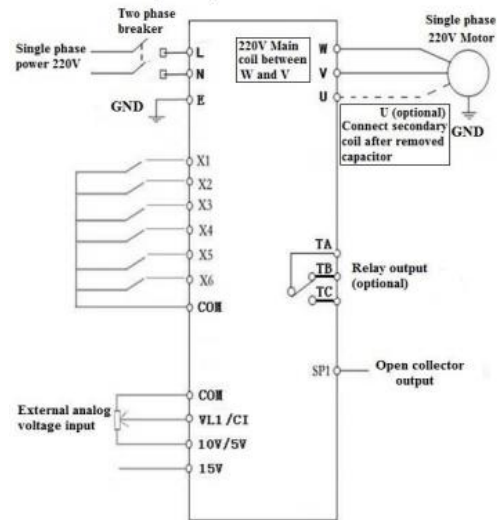 Two phase
breaker
Single phase
power 220V
L
N
GND
E
220V Main
coil between
W and V
W
V
U
Single phase
220V Motor
GND
U (optional)
Connect secondary
coil after removed
capacitor
X1
X2
X3
X4
X5
X6
COM
TA
TB
TC
Relay output
(optional)
SP1
Open collector
output
External analog
voltage input
COM
VL1/CI
10V/5V
15V